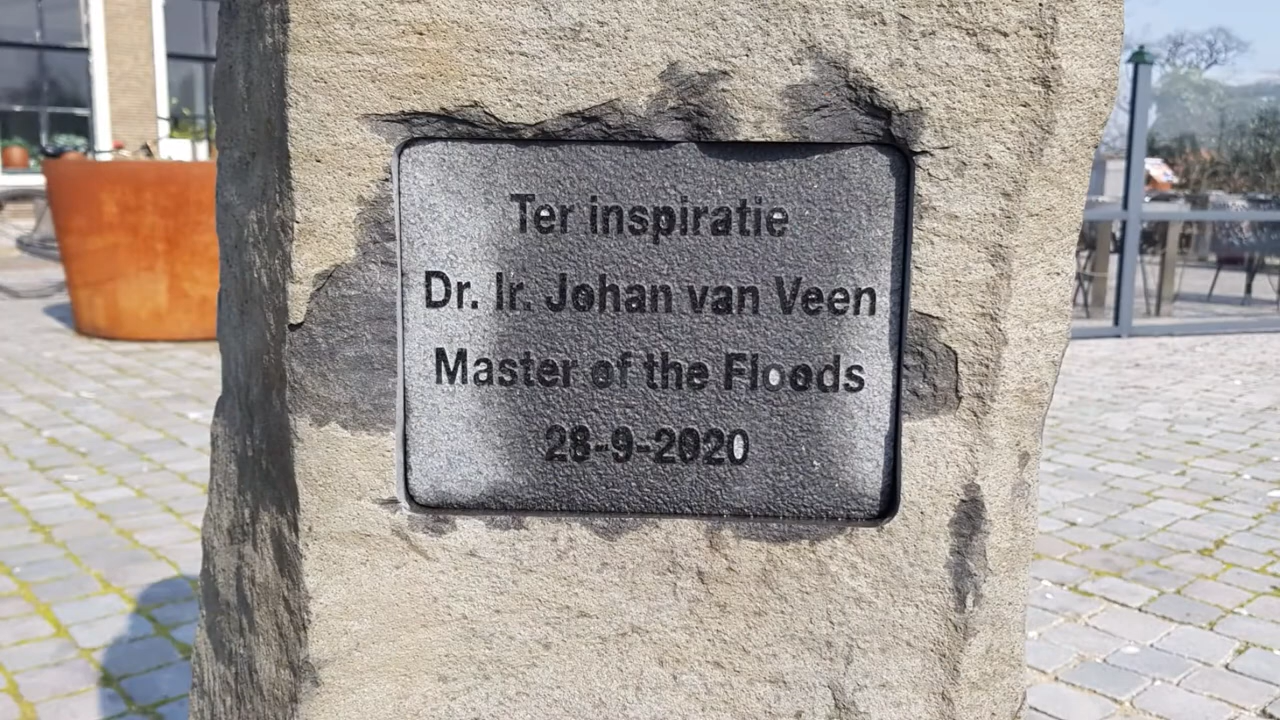 Ter inspiratie
Dr. Ir. Johan van Veen
Master of the Floods
28-9-2020